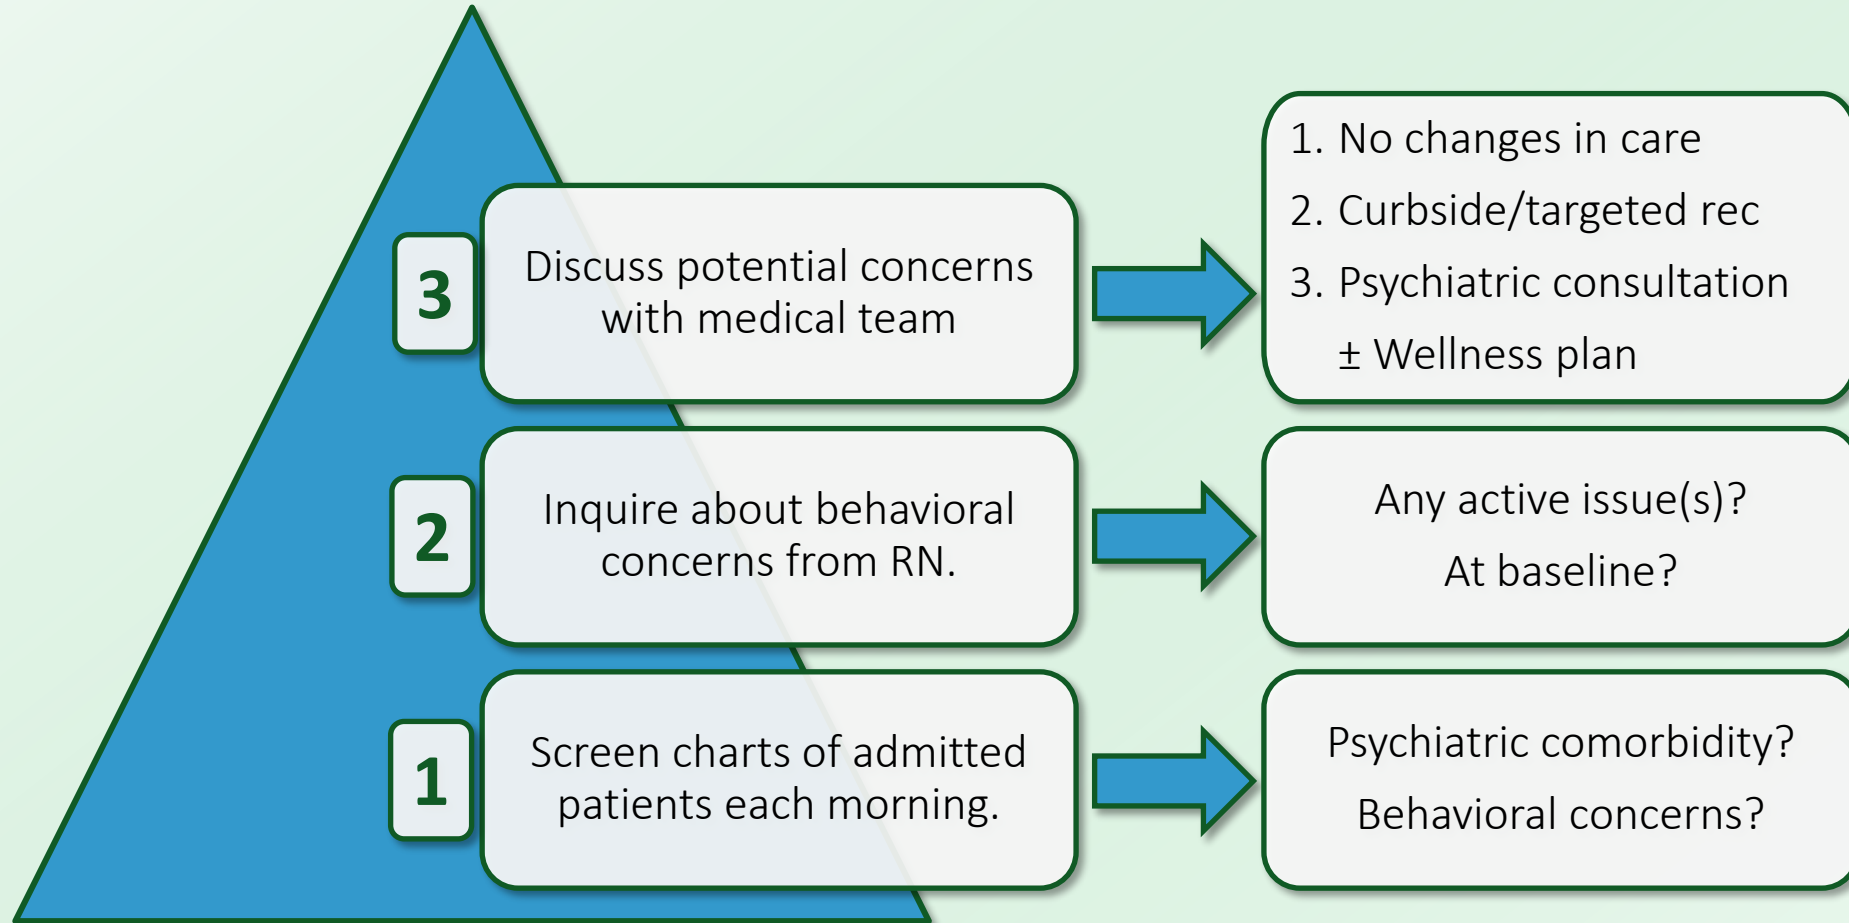 3
Discuss potential concerns
with medical team
1. No changes in care
2. Curbside/targeted rec
3. Psychiatric consultation
± Wellness plan
2
Inquire about behavioral
concerns from RN.
Any active issue(s)?
At baseline?
1
Screen charts of admitted
patients each morning.
Psychiatric comorbidity?
Behavioral concerns?